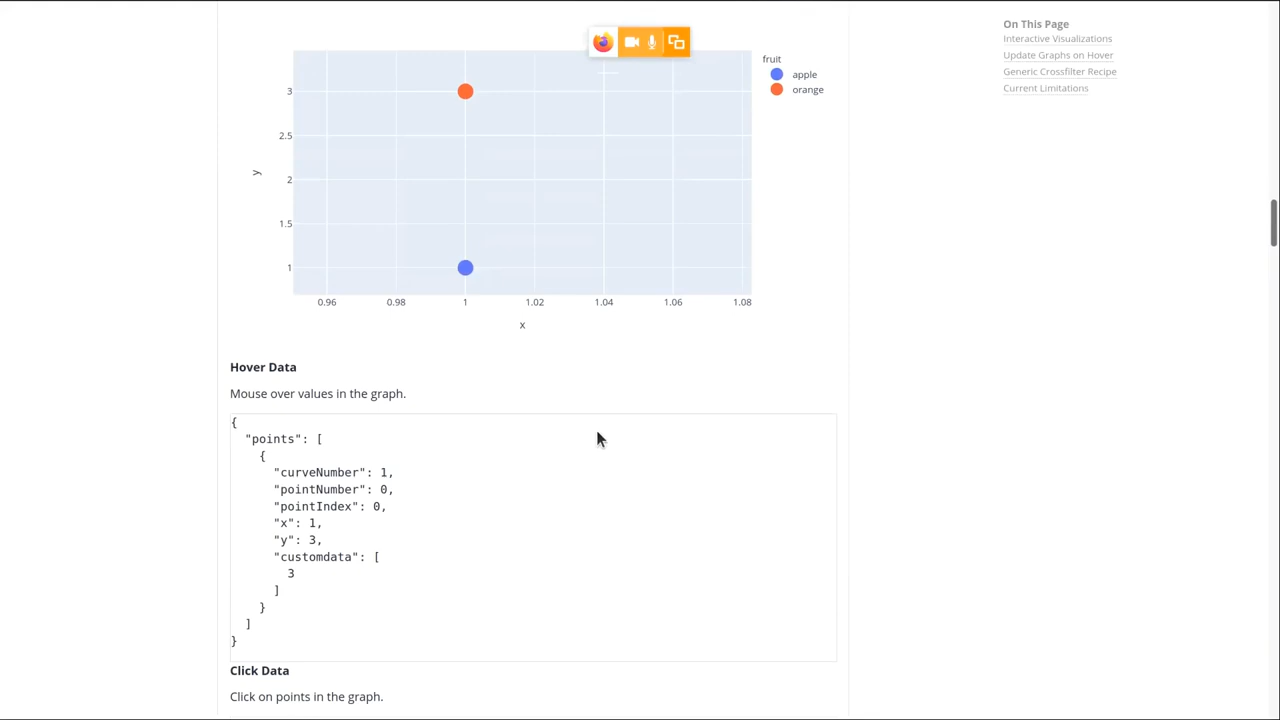 On This Page
Interactive Visualizations
Update Graphs on Hover
Generic Crossfilter Recipe
Current Limitations
fruit
apple
orange
3
2.5
2
1.5
1
y
0.96
0.98
1
1.02
1.04
1.06
1.08
x
Hover Data
Mouse over values in the graph.
{
  "points": [
    {
      "curveNumber": 1,
      "pointNumber": 0,
      "pointIndex": 0,
      "x": 1,
      "y": 3,
      "customdata": [
        3
      ]
    }
  ]
}
Click Data
Click on points in the graph.